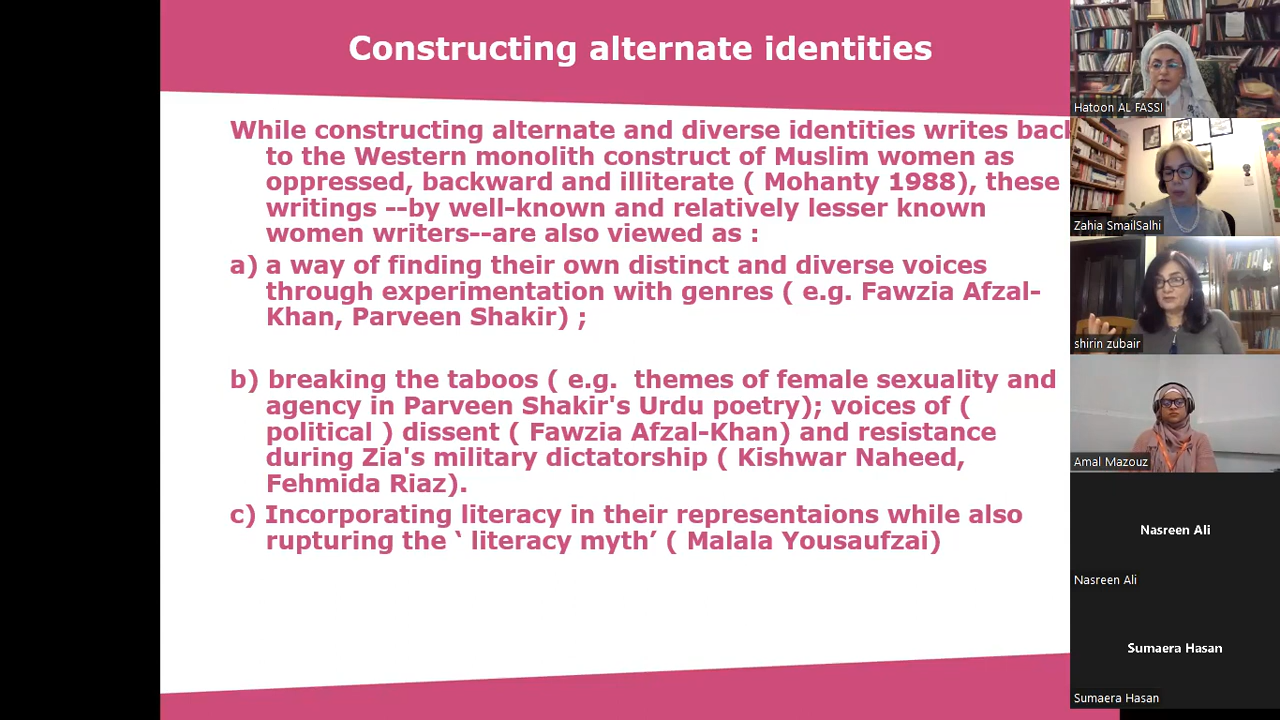 Constructing alternate identities
While constructing alternate and diverse identities writes back
to the Western monolith construct of Muslim women as
oppressed, backward and illiterate ( Mohanty 1988), these
writings --by well-known and relatively lesser known
women writers--are also viewed as :
a) a way of finding their own distinct and diverse voices
through experimentation with genres ( e.g. Fawzia Afzal-
Khan, Parveen Shakir) ;
b) breaking the taboos ( e.g.  themes of female sexuality and
agency in Parveen Shakir's Urdu poetry); voices of (
political ) dissent ( Fawzia Afzal-Khan) and resistance
during Zia's military dictatorship ( Kishwar Naheed,
Fehmida Riaz).
c) Incorporating literacy in their representaions while also
rupturing the ‘ literacy myth’ ( Malala Yousaufzai)
Hatoon AL FASSI
Zahia SmailSalhi
shirin zubair
Amal Mazouz
Nasreen Ali
Nasreen Ali
Sumaera Hasan
Sumaera Hasan